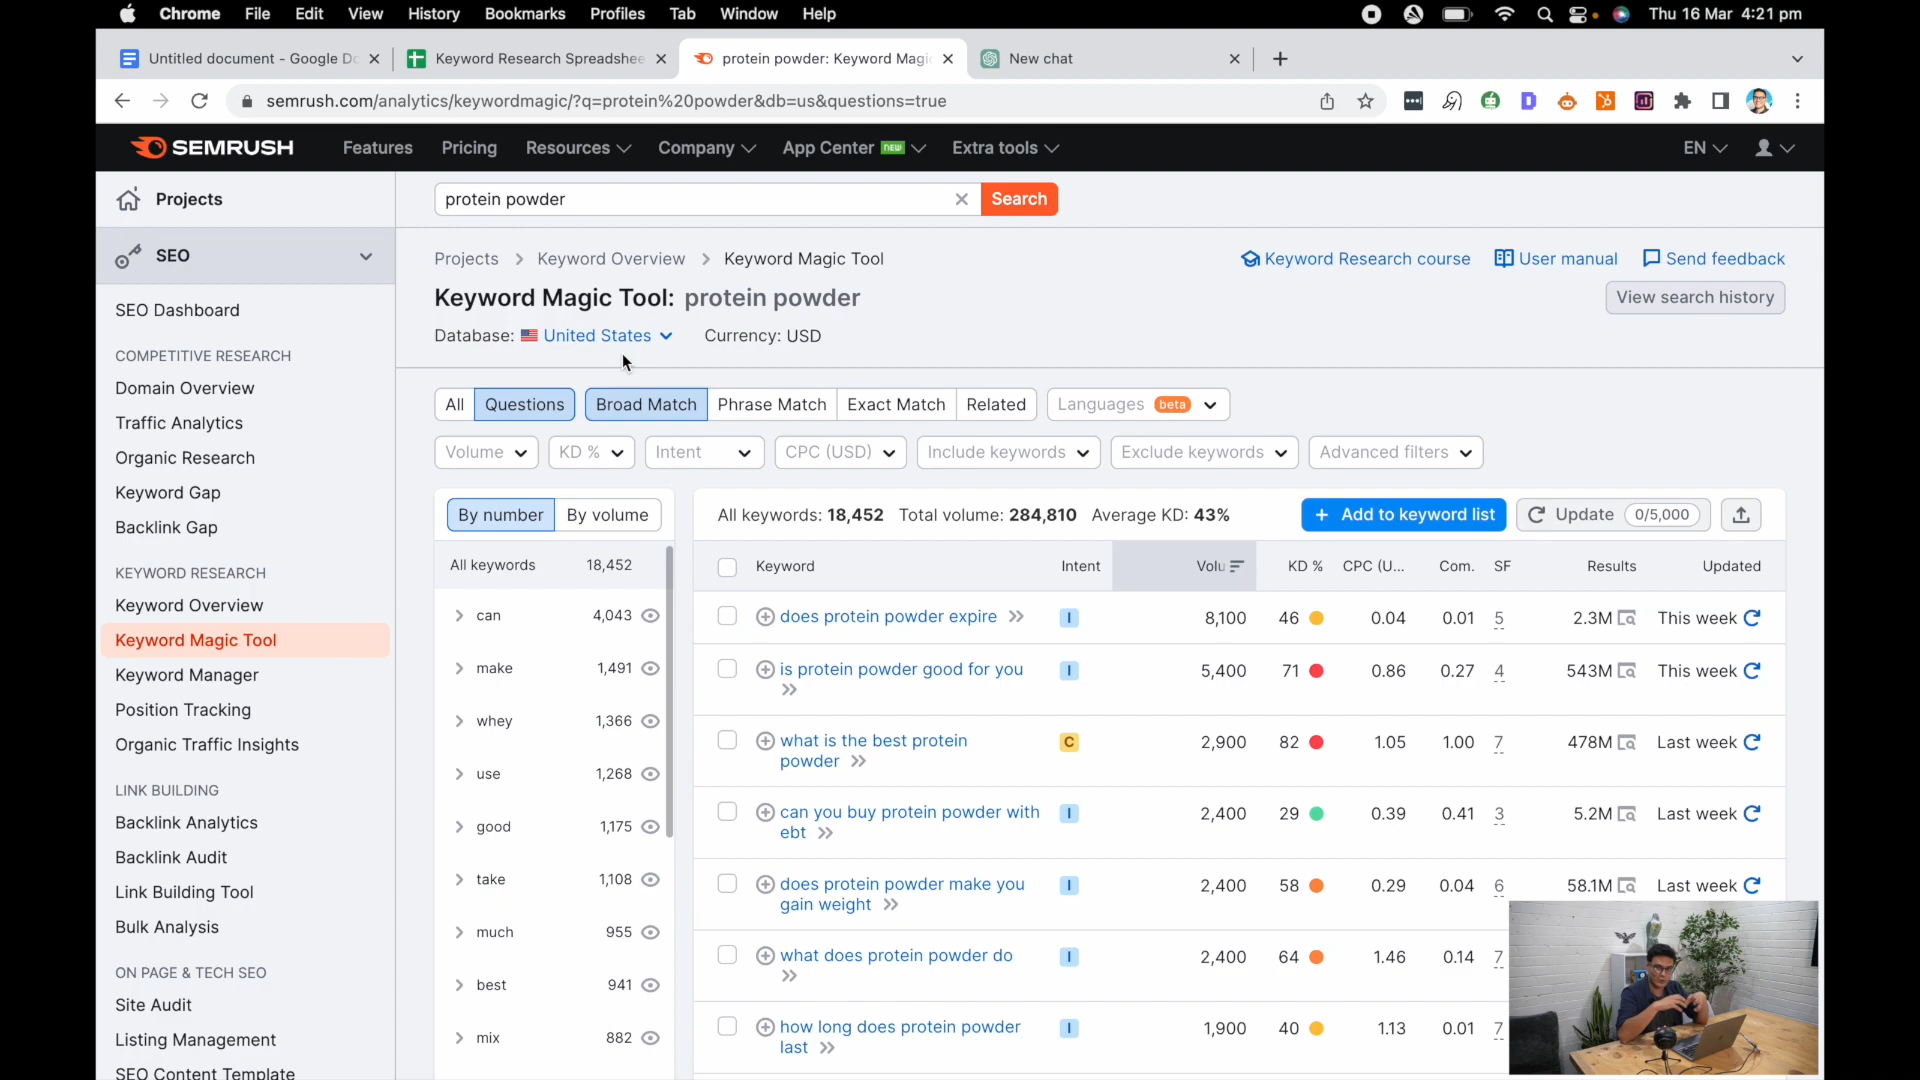 Chrome File Edit View History Bookmarks Profiles Tab Window Help Thu 16 Mar 4:21 pm
Untitled document - Google Do
Keyword Research Spreadshee
protein powder: Keyword Magi
New chat
semrush.com/analytics/keywordmagic/?q=protein%20powder&db=us&questions=true
SEMRUSH Features Pricing Resources Company App Center NEW Extra tools EN
Projects
SEO
SEO Dashboard
COMPETITIVE RESEARCH
Domain Overview
Traffic Analytics
Organic Research
Keyword Gap
Backlink Gap
KEYWORD RESEARCH
Keyword Overview
Keyword Magic Tool
Keyword Manager
Position Tracking
Organic Traffic Insights
LINK BUILDING
Backlink Analytics
Backlink Audit
Link Building Tool
Bulk Analysis
ON PAGE & TECH SEO
Site Audit
Listing Management
SEO Content Template
protein powder Search
Projects > Keyword Overview > Keyword Magic Tool
Keyword Research course User manual Send feedback
Keyword Magic Tool: protein powder
View search history
Database: United States Currency: USD
All Questions Broad Match Phrase Match Exact Match Related Languages beta
Volume KD % Intent CPC (USD) Include keywords Exclude keywords Advanced filters
By number By volume
All keywords 18,452
can 4,043
make 1,491
whey 1,366
use 1,268
good 1,175
take 1,108
much 955
best 941
mix 882
All keywords: 18,452 Total volume: 284,810 Average KD: 43%
+ Add to keyword list Update 0/5,000
Keyword Intent Volu KD % CPC (U... Com. SF Results Updated
does protein powder expire I 8,100 46 0.04 0.01 5 2.3M This week
is protein powder good for you I 5,400 71 0.86 0.27 4 543M This week
what is the best protein
powder C 2,900 82 1.05 1.00 7 478M Last week
can you buy protein powder with
ebt I 2,400 29 0.39 0.41 3 5.2M Last week
does protein powder make you
gain weight I 2,400 58 0.29 0.04 6 58.1M Last week
what does protein powder do I 2,400 64 1.46 0.14 7
how long does protein powder
last I 1,900 40 1.13 0.01 7